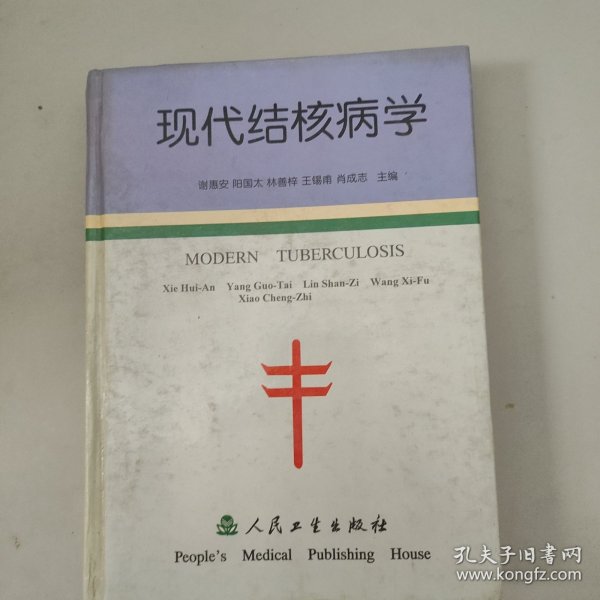 现代结核病学
谢惠安 阳国太 林善梓 王锡甫 肖成志 主编
MODERN TUBERCULOSIS
Xie Hui-An Yang Guo-Tai Lin Shan-Zi Wang Xi-Fu
Xiao Cheng-Zhi
人民卫生出版社
People's Medical Publishing House
孔夫子旧书网
www.kongfz.com